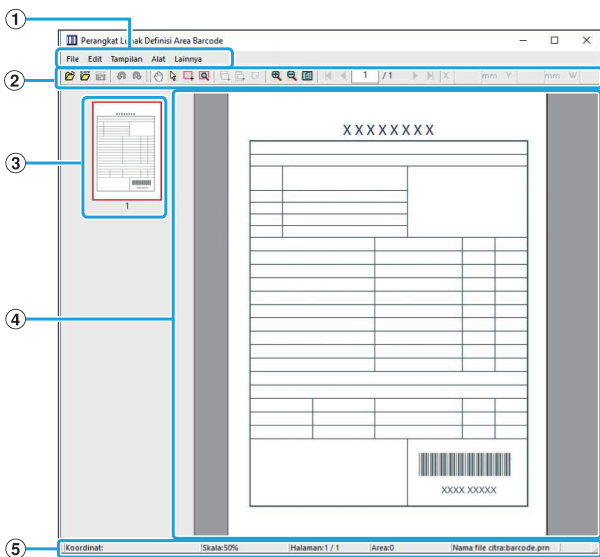 1
Perangkat Lunak Definisi Area Barcode
File Edit Tampilan Alat Lainnya
2
1 / 1 X mm Y mm W
3
XXXXXXXX
1
XXXXXXXX
4
XXXX XXXXX
5
Koordinat: Skala:50% Halaman:1 / 1 Area:0 Nama file citra:barcode.prn